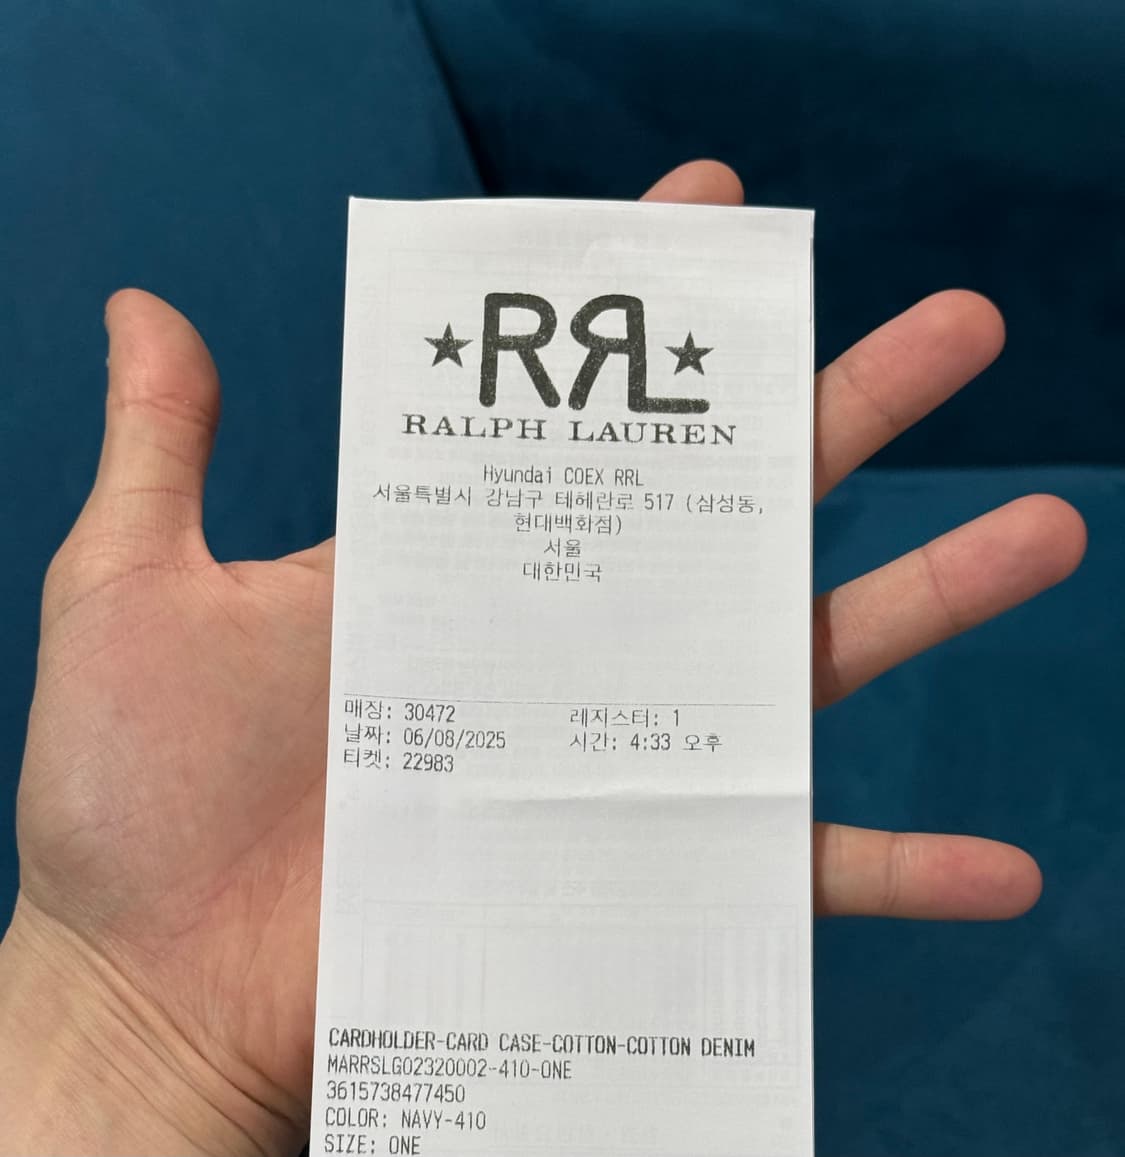 ★ RRL ★
RALPH LAUREN
Hyundai COEX RRL
서울특별시 강남구 테헤란로 517 (삼성동,
현대백화점)
서울
대한민국
매장: 30472 레지스터: 1
날짜: 06/08/2025 시간: 4:33 오후
티켓: 22983
CARDHOLDER-CARD CASE-COTTON-COTTON DENIM
MARRSLG02320002-410-ONE
3615738477450
COLOR: NAVY-410
SIZE: ONE